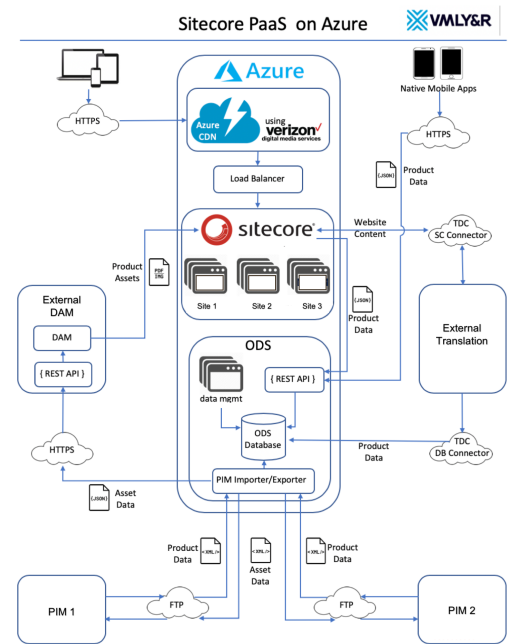 Sitecore PaaS on Azure
VMLY&R
Azure
Native Mobile Apps
HTTPS
Azure
CDN
using
verizon✓
digital media services
HTTPS
{JSON}
Product
Data
Load Balancer
sitecore
Website
Content
TDC
SC Connector
Product
Assets
PDF
IMG
Site 1
Site 2
Site 3
{JSON}
Product
Data
External
DAM
DAM
{ REST API }
External
Translation
ODS
data mgmt
{ REST API }
ODS
Database
HTTPS
Product
Data
TDC
DB Connector
PIM Importer/Exporter
{JSON}
Asset
Data
Product
Data
<XML/>
<XML/>
Asset
Data
<XML/>
Product
Data
PIM 1
FTP
FTP
PIM 2